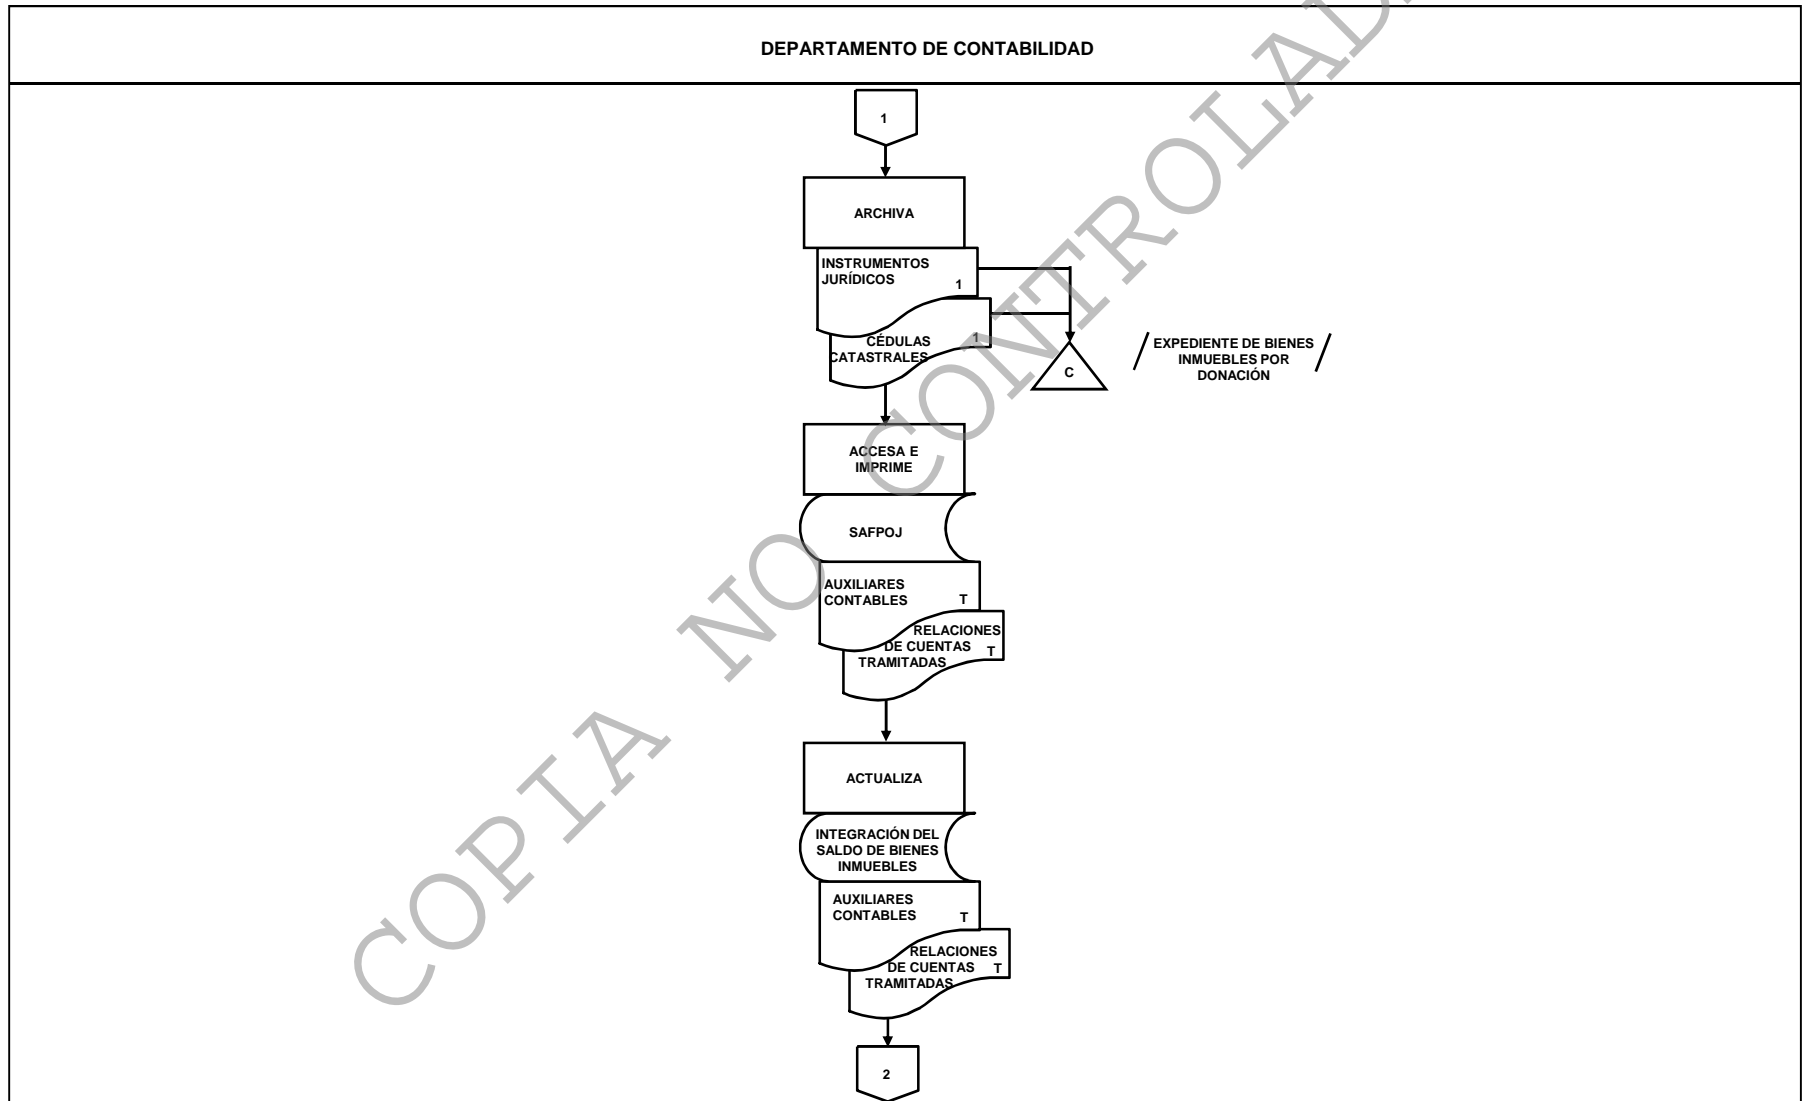 DEPARTAMENTO DE CONTABILIDAD
1
ARCHIVA
INSTRUMENTOS
JURÍDICOS
1
CÉDULAS
CATASTRALES
1
C
/ EXPEDIENTE DE BIENES /
INMUEBLES POR
DONACIÓN
ACCESA E
IMPRIME
SAFPOJ
AUXILIARES
CONTABLES
T
RELACIONES
DE CUENTAS
TRAMITADAS
T
ACTUALIZA
INTEGRACIÓN DEL
SALDO DE BIENES
INMUEBLES
AUXILIARES
CONTABLES
T
RELACIONES
DE CUENTAS
TRAMITADAS
T
2
COPIA NO CONTROLAD